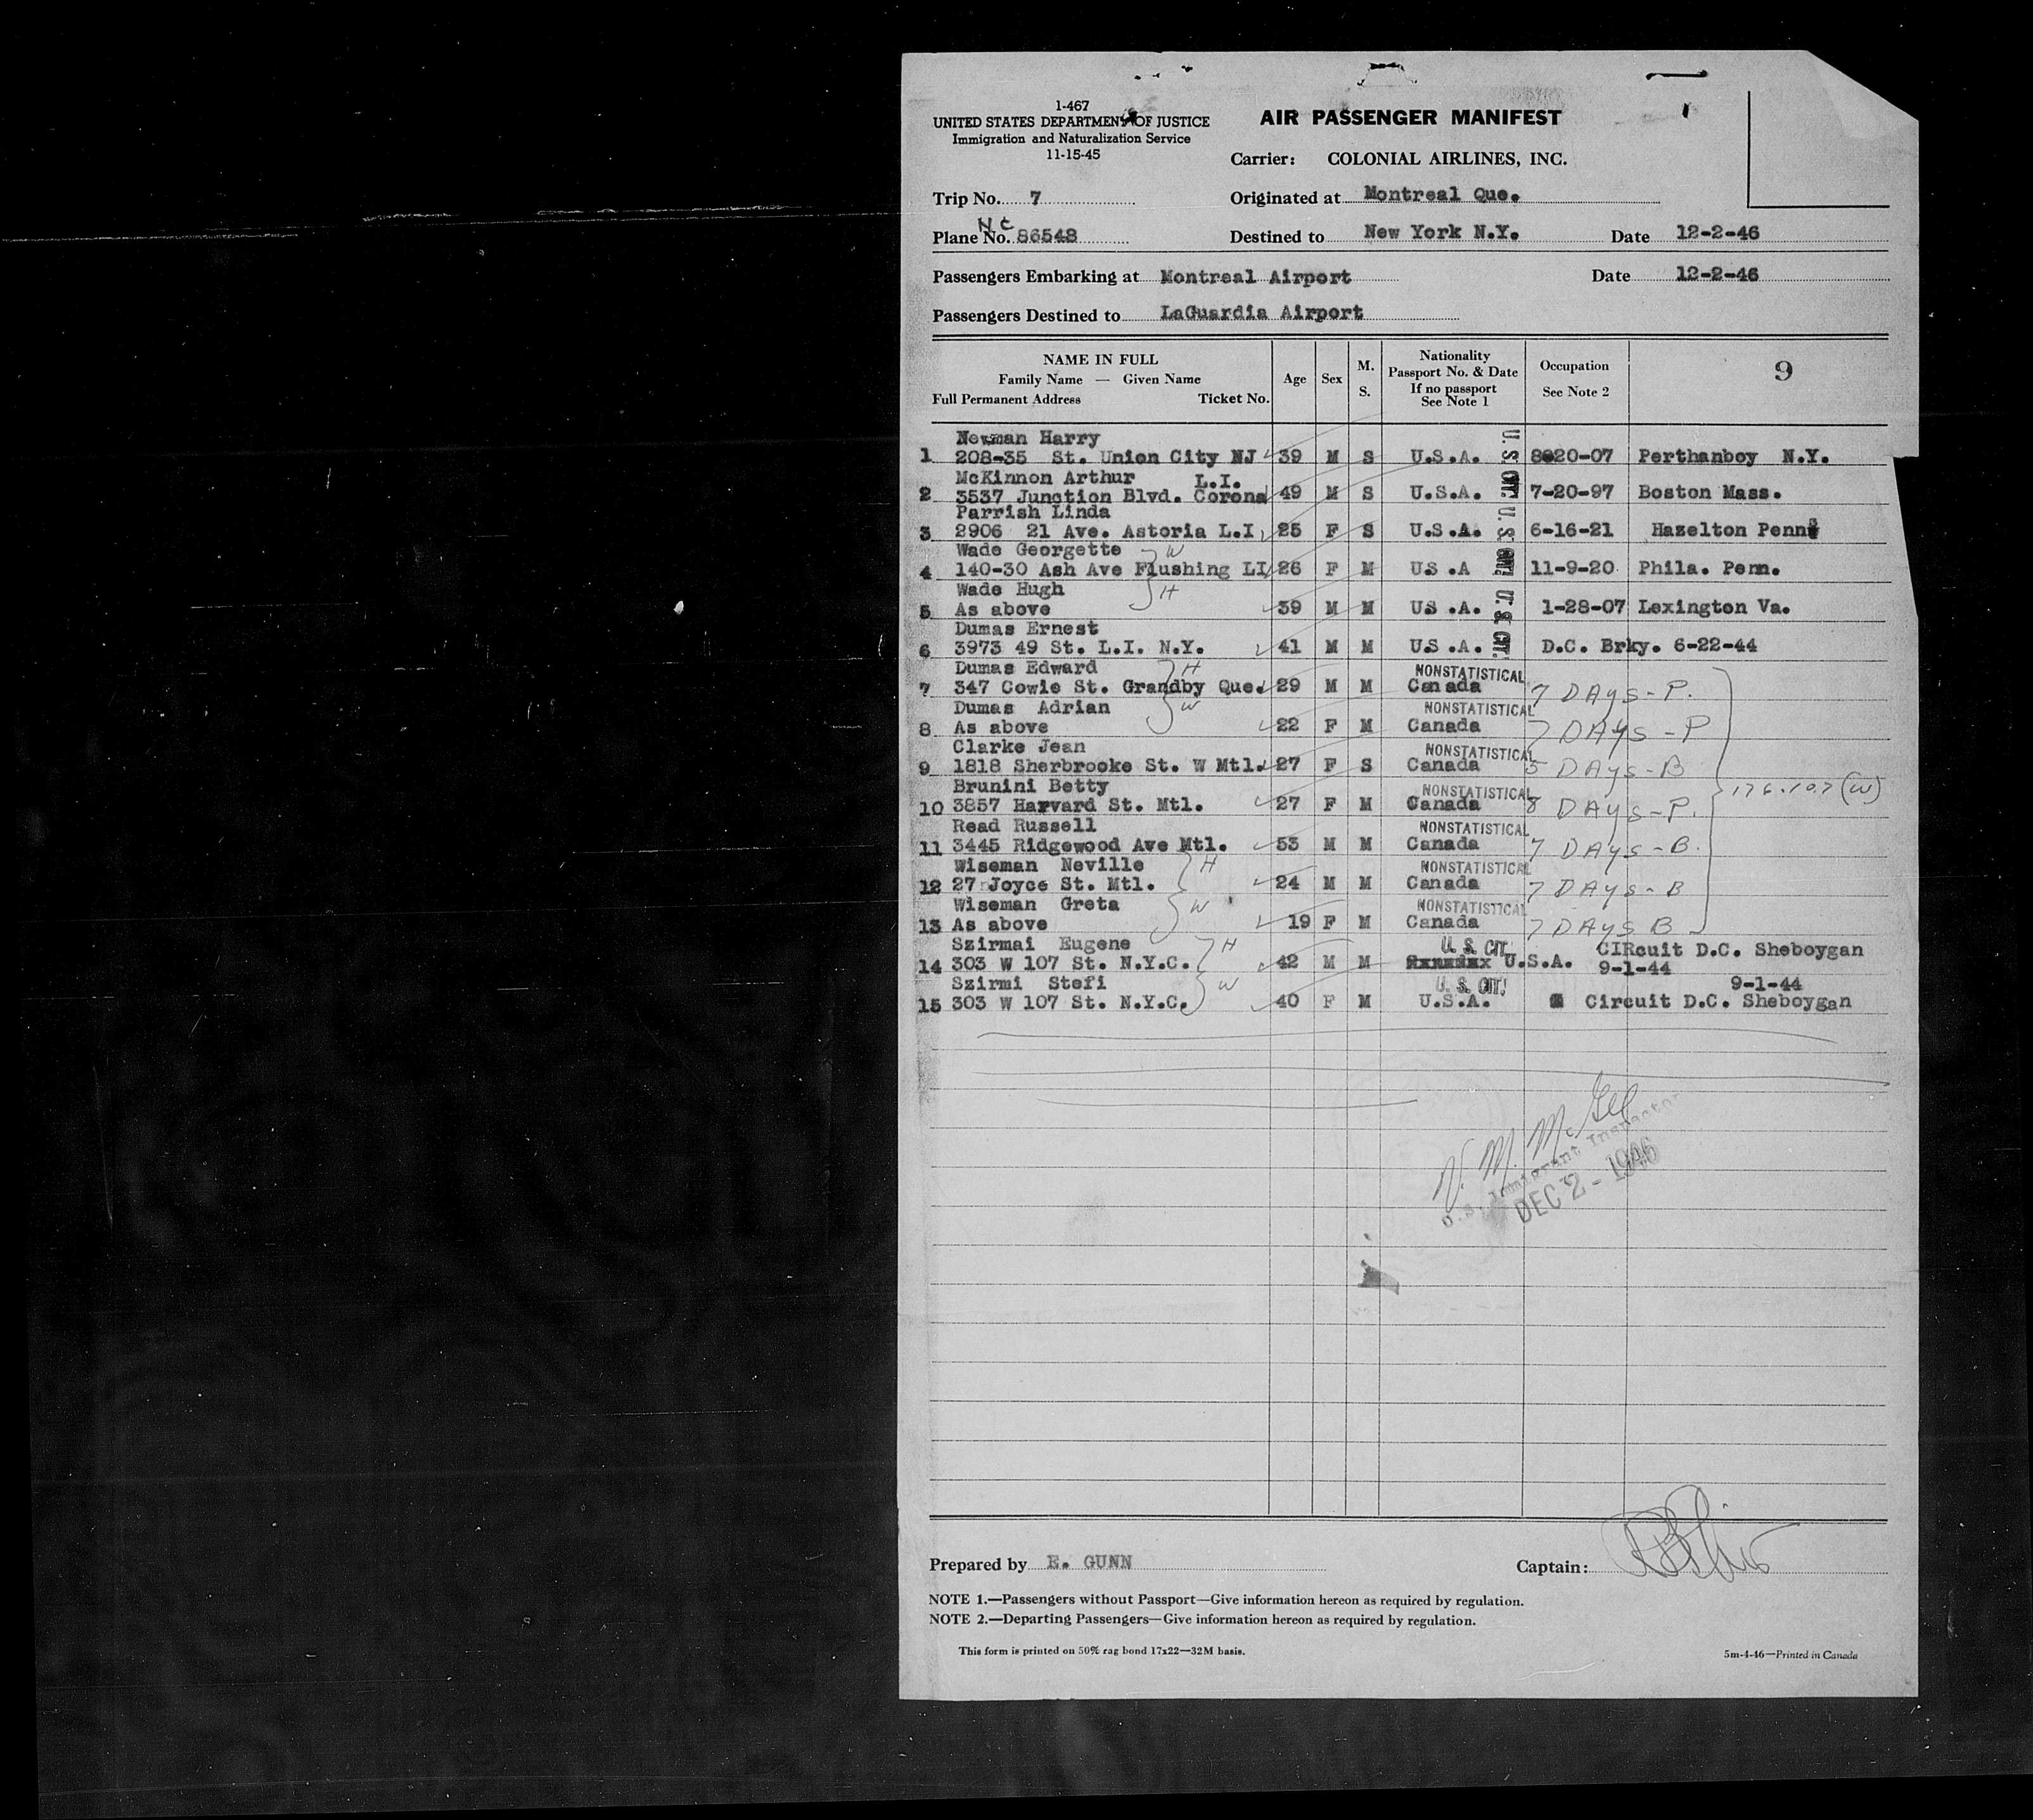 1-467
UNITED STATES DEPARTMENT OF JUSTICE
Immigration and Naturalization Service
11-15-45
AIR PASSENGER MANIFEST
Carrier: COLONIAL AIRLINES, INC.
Trip No. 7
Originated at Montreal Que.
NC
Plane No. 86548
Destined to New York N.Y. Date 12-2-46
Passengers Embarking at Montreal Airport Date 12-2-46
Passengers Destined to LaGuardia Airport
NAME IN FULL
Family Name — Given Name
Full Permanent Address Ticket No.
Age
Sex
M.
S.
Nationality
Passport No. & Date
If no passport
See Note 1
Occupation
See Note 2
9
Newman Harry
1 208-35 St. Union City NJ 39 M S U.S.A. U. S. CIT. 8-20-07 Perthanboy N.Y.
McKinnon Arthur L.I.
2 3537 Junction Blvd. Corona 49 M S U.S.A. 7-20-97 Boston Mass.
Parrish Linda
3 2906 21 Ave. Astoria L.I 25 F S U.S.A. U. S. CIT. 6-16-21 Hazelton Penn
Wade Georgette W
4 140-30 Ash Ave Flushing LI 26 F M US .A 11-9-20 Phila. Penn.
Wade Hugh H
5 As above 39 M M US .A. U. S. CIT. 1-28-07 Lexington Va.
Dumas Ernest
6 3973 49 St. L.I. N.Y. 41 M M US .A. D.C. Brky. 6-22-44
Dumas Edward H NONSTATISTICAL
7 347 Cowie St. Grandby Que. 29 M M Canada 7 DAYS-P.
Dumas Adrian W NONSTATISTICAL
8 As above 22 F M Canada 7 DAYS-P
Clarke Jean NONSTATISTICAL
9 1818 Sherbrooke St. W Mtl. 27 F S Canada 5 DAYS-B
Brunini Betty NONSTATISTICAL 176.107 (W)
10 3857 Harvard St. Mtl. 27 F M Canada 8 DAYS-P.
Read Russell NONSTATISTICAL
11 3445 Ridgewood Ave Mtl. 53 M M Canada 7 DAYS-B.
Wiseman Neville H NONSTATISTICAL
12 27 Joyce St. Mtl. 24 M M Canada 7 DAYS-B
Wiseman Greta W NONSTATISTICAL
13 As above 19 F M Canada 7 DAYS B
Szirmai Eugene H U. S. CIT. CIRcuit D.C. Sheboygan
14 303 W 107 St. N.Y.C. 42 M M U.S.A. 9-1-44
Szirmi Stefi W U. S. CIT. 9-1-44
15 303 W 107 St. N.Y.C. 40 F M U.S.A. Circuit D.C. Sheboygan
U.S. Immigrant Inspector
DEC 2 - 1946
Prepared by E. GUNN
Captain:
NOTE 1.—Passengers without Passport—Give information hereon as required by regulation.
NOTE 2.—Departing Passengers—Give information hereon as required by regulation.
This form is printed on 50% rag bond 17x22—32M basis.
5m-4-46—Printed in Canada